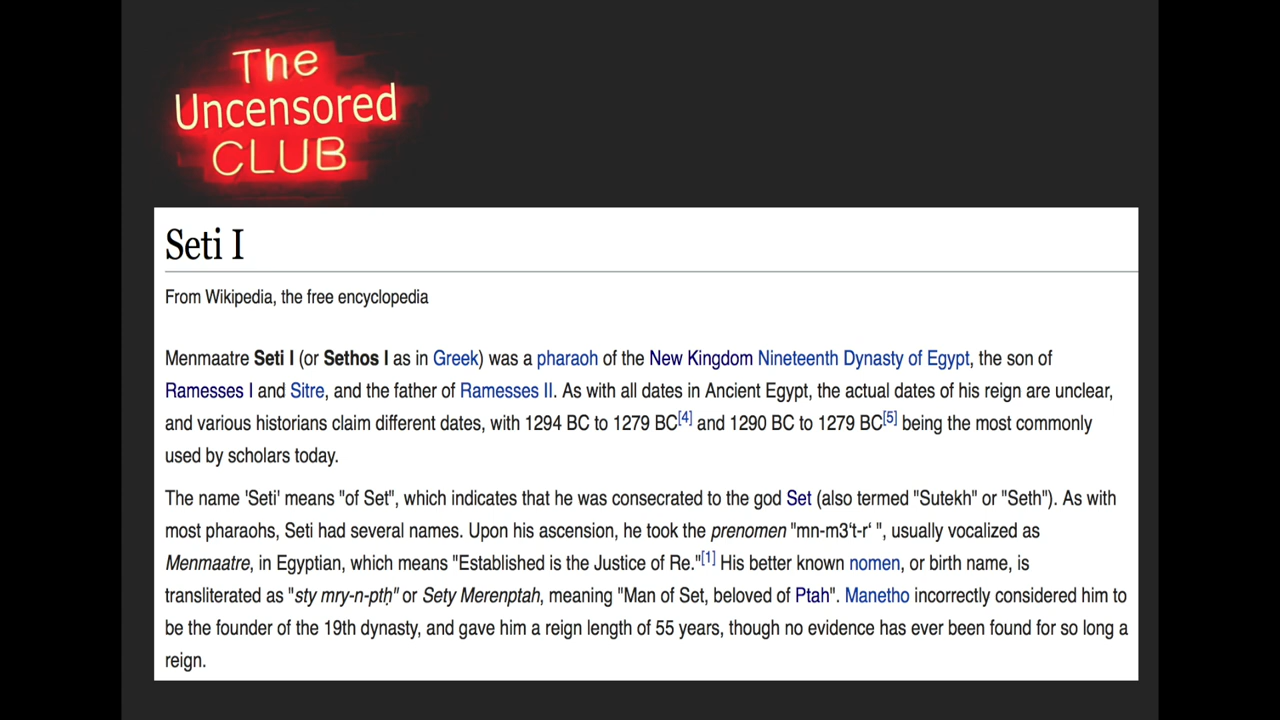 The
Uncensored
CLUB
Seti I
From Wikipedia, the free encyclopedia
Menmaatre Seti I (or Sethos I as in Greek) was a pharaoh of the New Kingdom Nineteenth Dynasty of Egypt, the son of
Ramesses I and Sitre, and the father of Ramesses II. As with all dates in Ancient Egypt, the actual dates of his reign are unclear,
and various historians claim different dates, with 1294 BC to 1279 BC[4] and 1290 BC to 1279 BC[5] being the most commonly
used by scholars today.
The name 'Seti' means "of Set", which indicates that he was consecrated to the god Set (also termed "Sutekh" or "Seth"). As with
most pharaohs, Seti had several names. Upon his ascension, he took the prenomen "mn-m3‘t-r‘ ", usually vocalized as
Menmaatre, in Egyptian, which means "Established is the Justice of Re."[1] His better known nomen, or birth name, is
transliterated as "sty mry-n-ptḥ" or Sety Merenptah, meaning "Man of Set, beloved of Ptah". Manetho incorrectly considered him to
be the founder of the 19th dynasty, and gave him a reign length of 55 years, though no evidence has ever been found for so long a
reign.